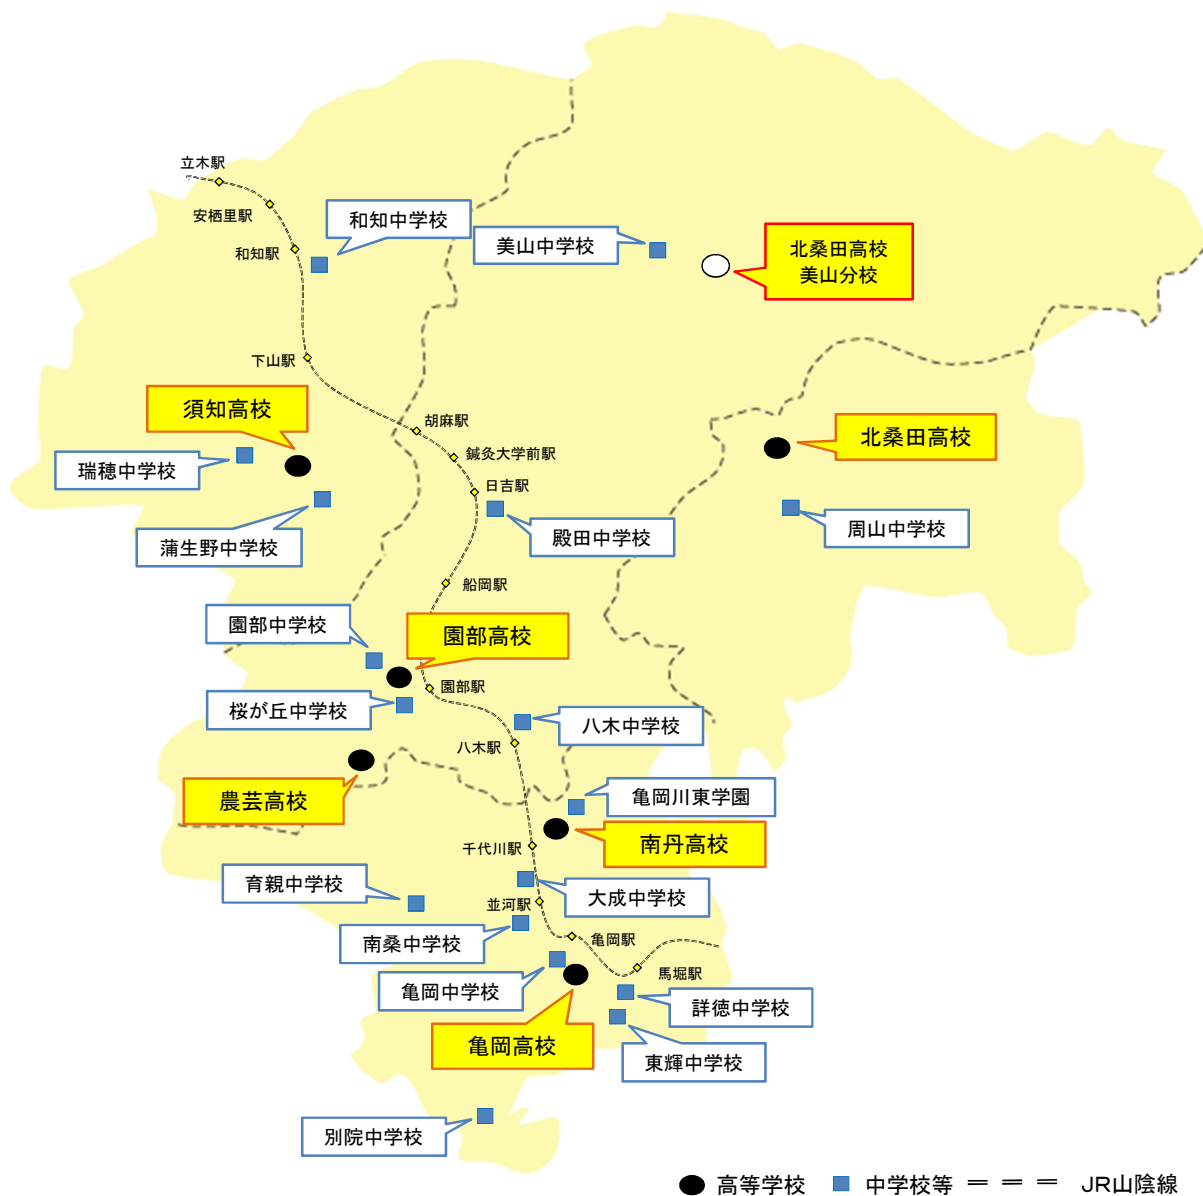 立木駅
安栖里駅
和知中学校
美山中学校
北桑田高校
美山分校
和知駅
下山駅
須知高校
胡麻駅
北桑田高校
鍼灸大学前駅
瑞穂中学校
日吉駅
蒲生野中学校
殿田中学校
周山中学校
船岡駅
園部中学校
園部高校
園部駅
桜が丘中学校
八木中学校
八木駅
農芸高校
亀岡川東学園
南丹高校
千代川駅
育親中学校
大成中学校
並河駅
南桑中学校
亀岡駅
馬堀駅
亀岡中学校
詳徳中学校
亀岡高校
東輝中学校
別院中学校
高等学校 中学校等 JR山陰線